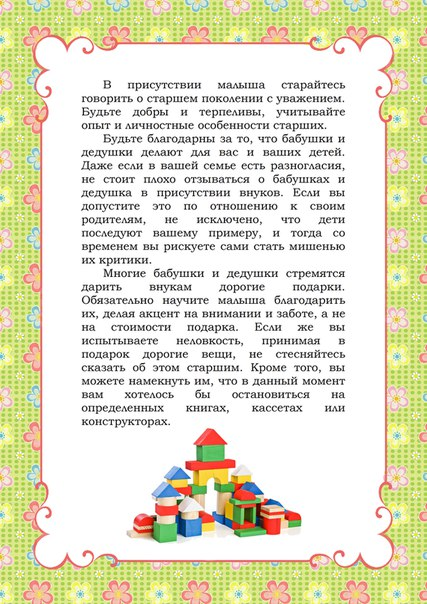 В присутствии малыша старайтесь
говорить о старшем поколении с уважением.
Будьте добры и терпеливы, учитывайте
опыт и личностные особенности старших.
Будьте благодарны за то, что бабушки и
дедушки делают для вас и ваших детей.
Даже если в вашей семье есть разногласия,
не стоит плохо отзываться о бабушках и
дедушка в присутствии внуков. Если вы
допустите это по отношению к своим
родителям, не исключено, что дети
последуют вашему примеру, и тогда со
временем вы рискуете сами стать мишенью
их критики.
Многие бабушки и дедушки стремятся
дарить внукам дорогие подарки.
Обязательно научите малыша благодарить
их, делая акцент на внимании и заботе, а не
на стоимости подарка. Если же вы
испытываете неловкость, принимая в
подарок дорогие вещи, не стесняйтесь
сказать об этом старшим. Кроме того, вы
можете намекнуть им, что в данный момент
вам хотелось бы остановиться на
определенных книгах, кассетах или
конструкторах.